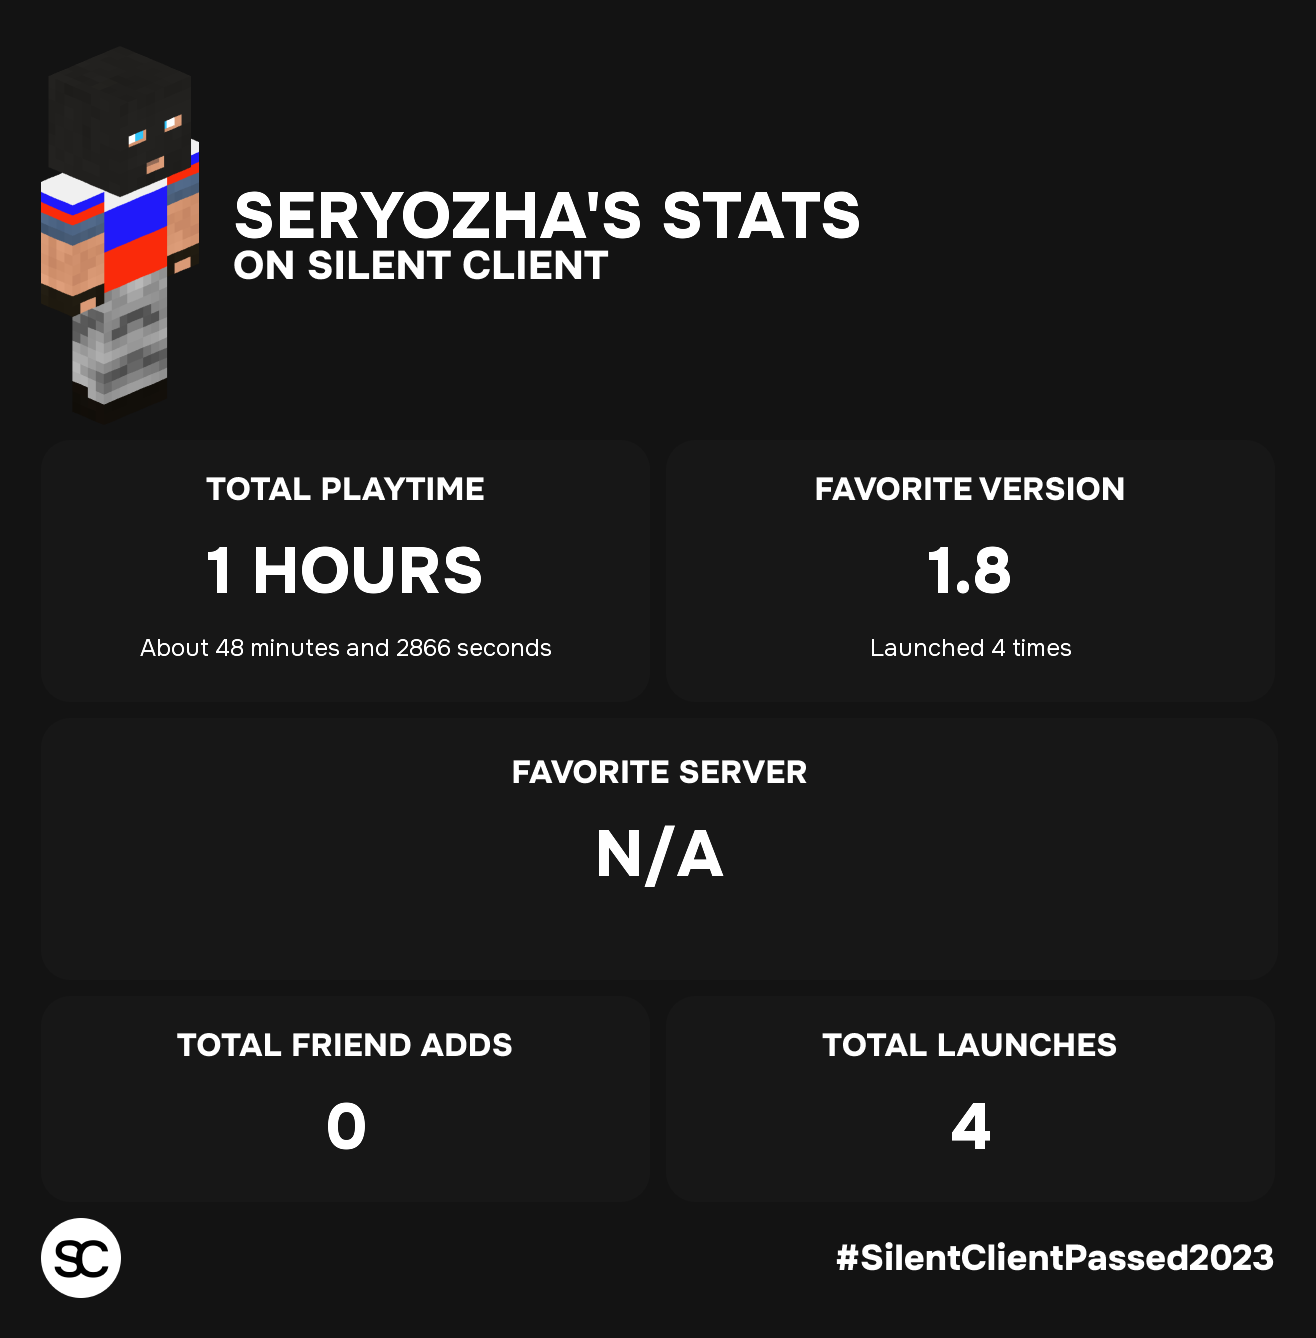 SERYOZHA'S STATS
ON SILENT CLIENT
TOTAL PLAYTIME
1 HOURS
About 48 minutes and 2866 seconds
FAVORITE VERSION
1.8
Launched 4 times
FAVORITE SERVER
N/A
TOTAL FRIEND ADDS
0
TOTAL LAUNCHES
4
SC
#SilentClientPassed2023